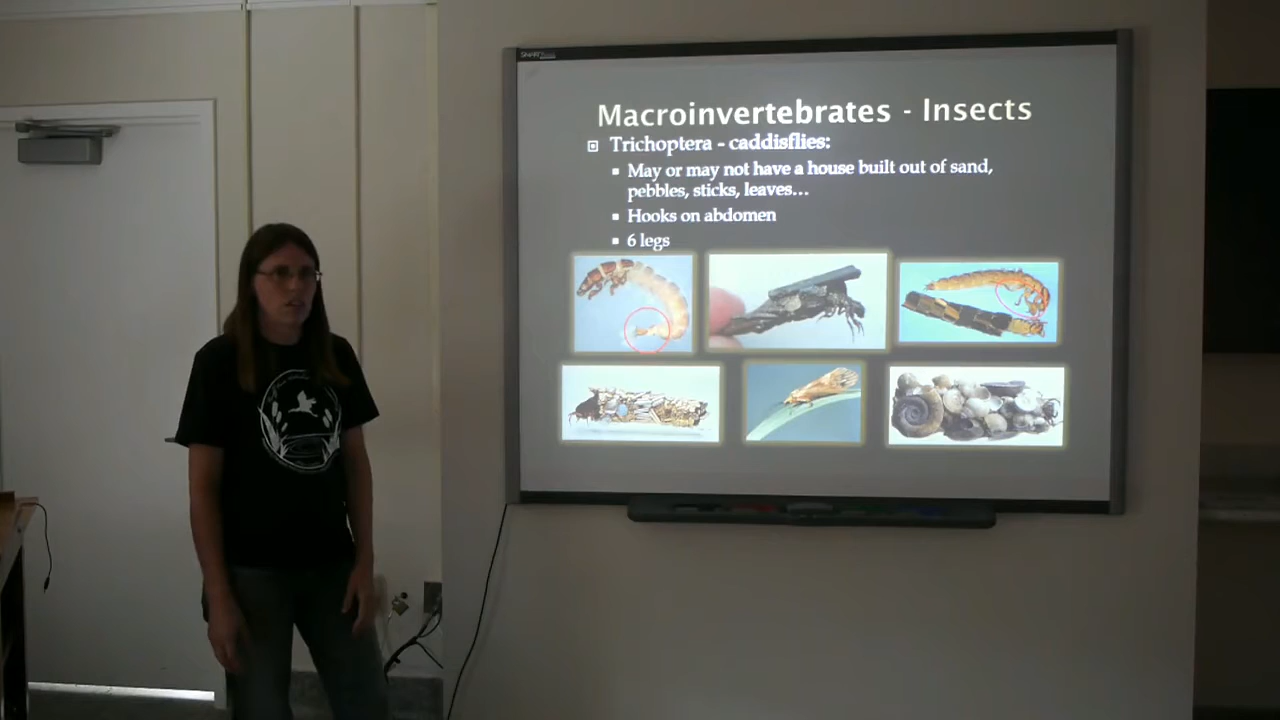 SMART
Macroinvertebrates - Insects
Trichoptera - caddisflies:
May or may not have a house built out of sand,
pebbles, sticks, leaves...
Hooks on abdomen
6 legs